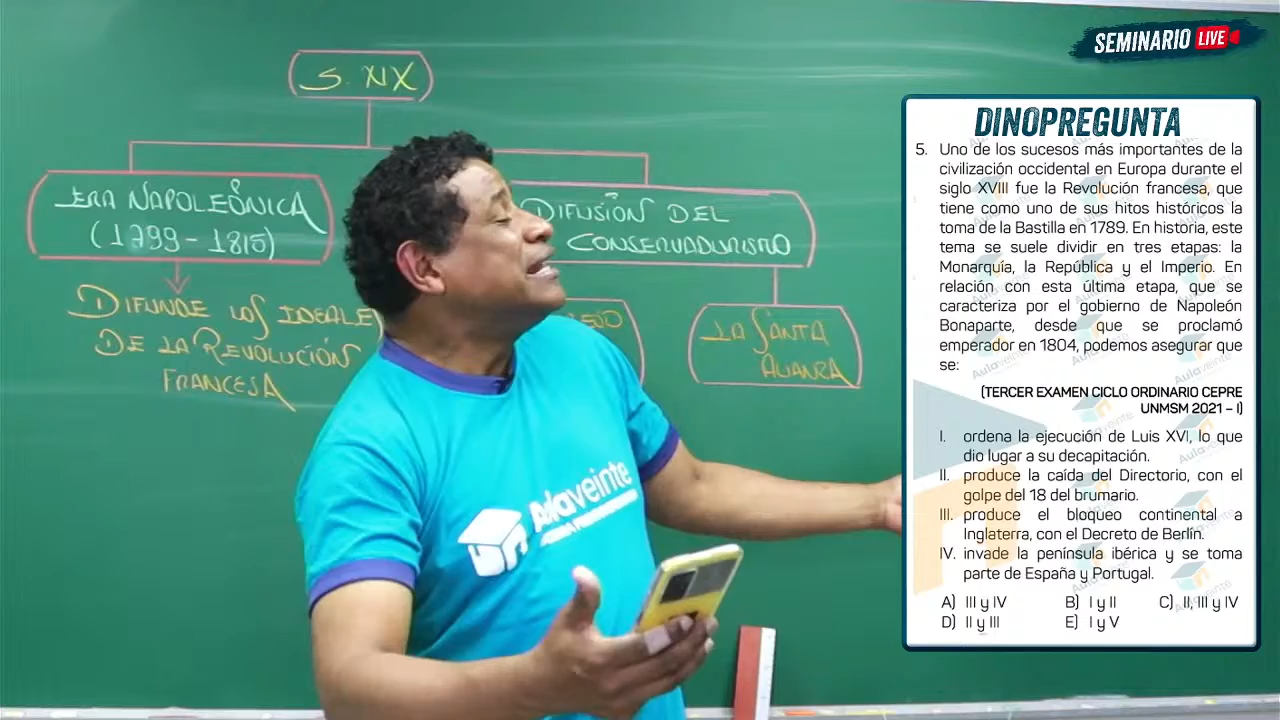 SEMINARIO LIVE
S. XIX
ERA NAPOLEÓNICA
(1799 - 1815)
DIFUNDE LOS IDEALE
DE LA REVOLUCIÓN
FRANCESA
DIFUSIÓN DEL
CONSERVADURISMO
LA SANTA
ALIANZA
Aulaveinte
DINOPREGUNTA
5. Uno de los sucesos más importantes de la
civilización occidental en Europa durante el
siglo XVIII fue la Revolución francesa, que
tiene como uno de sus hitos históricos la
toma de la Bastilla en 1789. En historia, este
tema se suele dividir en tres etapas: la
Monarquía, la República y el Imperio. En
relación con esta última etapa, que se
caracteriza por el gobierno de Napoleón
Bonaparte, desde que se proclamó
emperador en 1804, podemos asegurar que
se:
(TERCER EXAMEN CICLO ORDINARIO CEPRE
UNMSM 2021 – I)
I. ordena la ejecución de Luis XVI, lo que
dio lugar a su decapitación.
II. produce la caída del Directorio, con el
golpe del 18 del brumario.
III. produce el bloqueo continental a
Inglaterra, con el Decreto de Berlín.
IV. invade la península ibérica y se toma
parte de España y Portugal.
A) III y IV B) I y II C) II, III y IV
D) II y III E) I y V